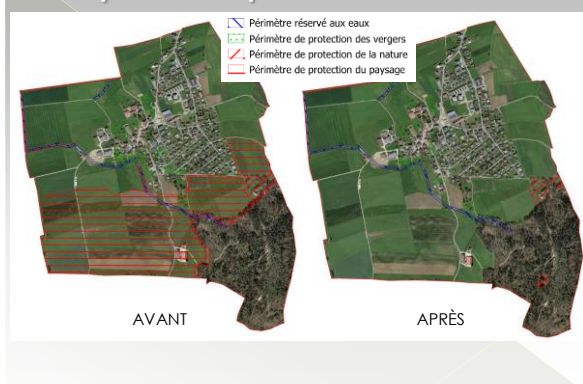 Périmètre réservé aux eaux
Périmètre de protection des vergers
Périmètre de protection de la nature
Périmètre de protection du paysage
AVANT
APRÈS